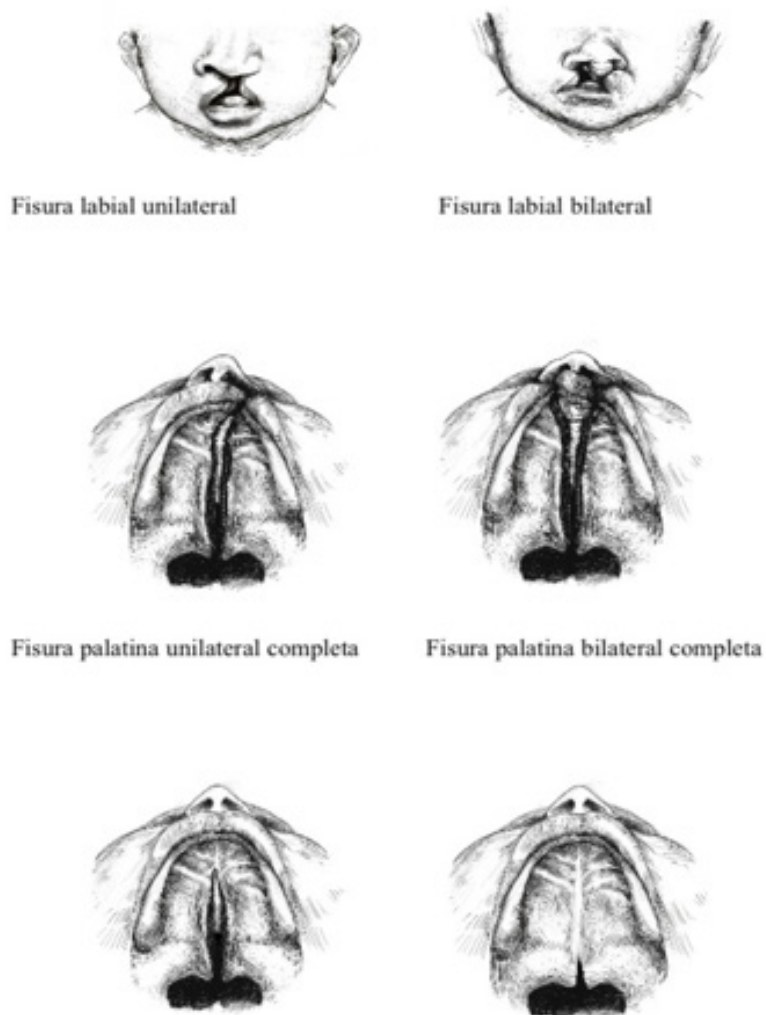 Fisura labial unilateral
Fisura labial bilateral
Fisura palatina unilateral completa
Fisura palatina bilateral completa